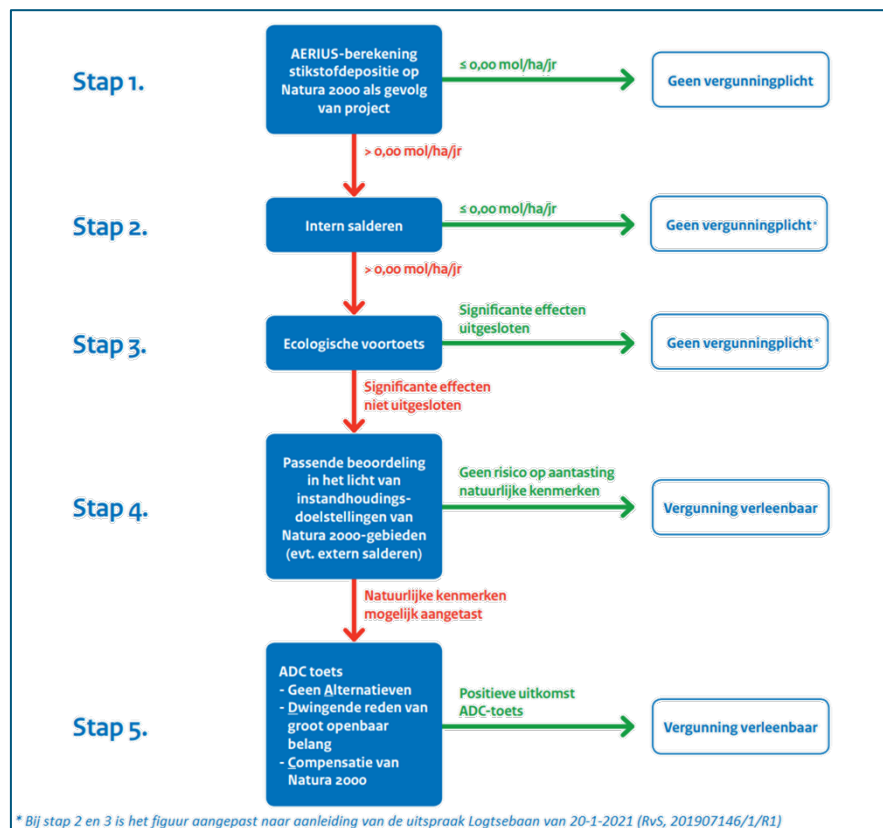 Stap 1.
AERIUS-berekening
stikstofdepositie op
Natura 2000 als gevolg
van project
≤ 0,00 mol/ha/jr
Geen vergunningplicht
> 0,00 mol/ha/jr
Stap 2.
Intern salderen
≤ 0,00 mol/ha/jr
Geen vergunningplicht*
> 0,00 mol/ha/jr
Stap 3.
Ecologische voortoets
Significante effecten
uitgesloten
Geen vergunningplicht*
Significante effecten
niet uitgesloten
Stap 4.
Passende beoordeling
in het licht van
instandhoudings-
doelstellingen van
Natura 2000-gebieden
(evt. extern salderen)
Geen risico op aantasting
natuurlijke kenmerken
Vergunning verleenbaar
Natuurlijke kenmerken
mogelijk aangetast
Stap 5.
ADC toets
- Geen Alternatieven
- Dwingende reden van
groot openbaar
belang
- Compensatie van
Natura 2000
Positieve uitkomst
ADC-toets
Vergunning verleenbaar
* Bij stap 2 en 3 is het figuur aangepast naar aanleiding van de uitspraak Logtsebaan van 20-1-2021 (RvS, 201907146/1/R1)